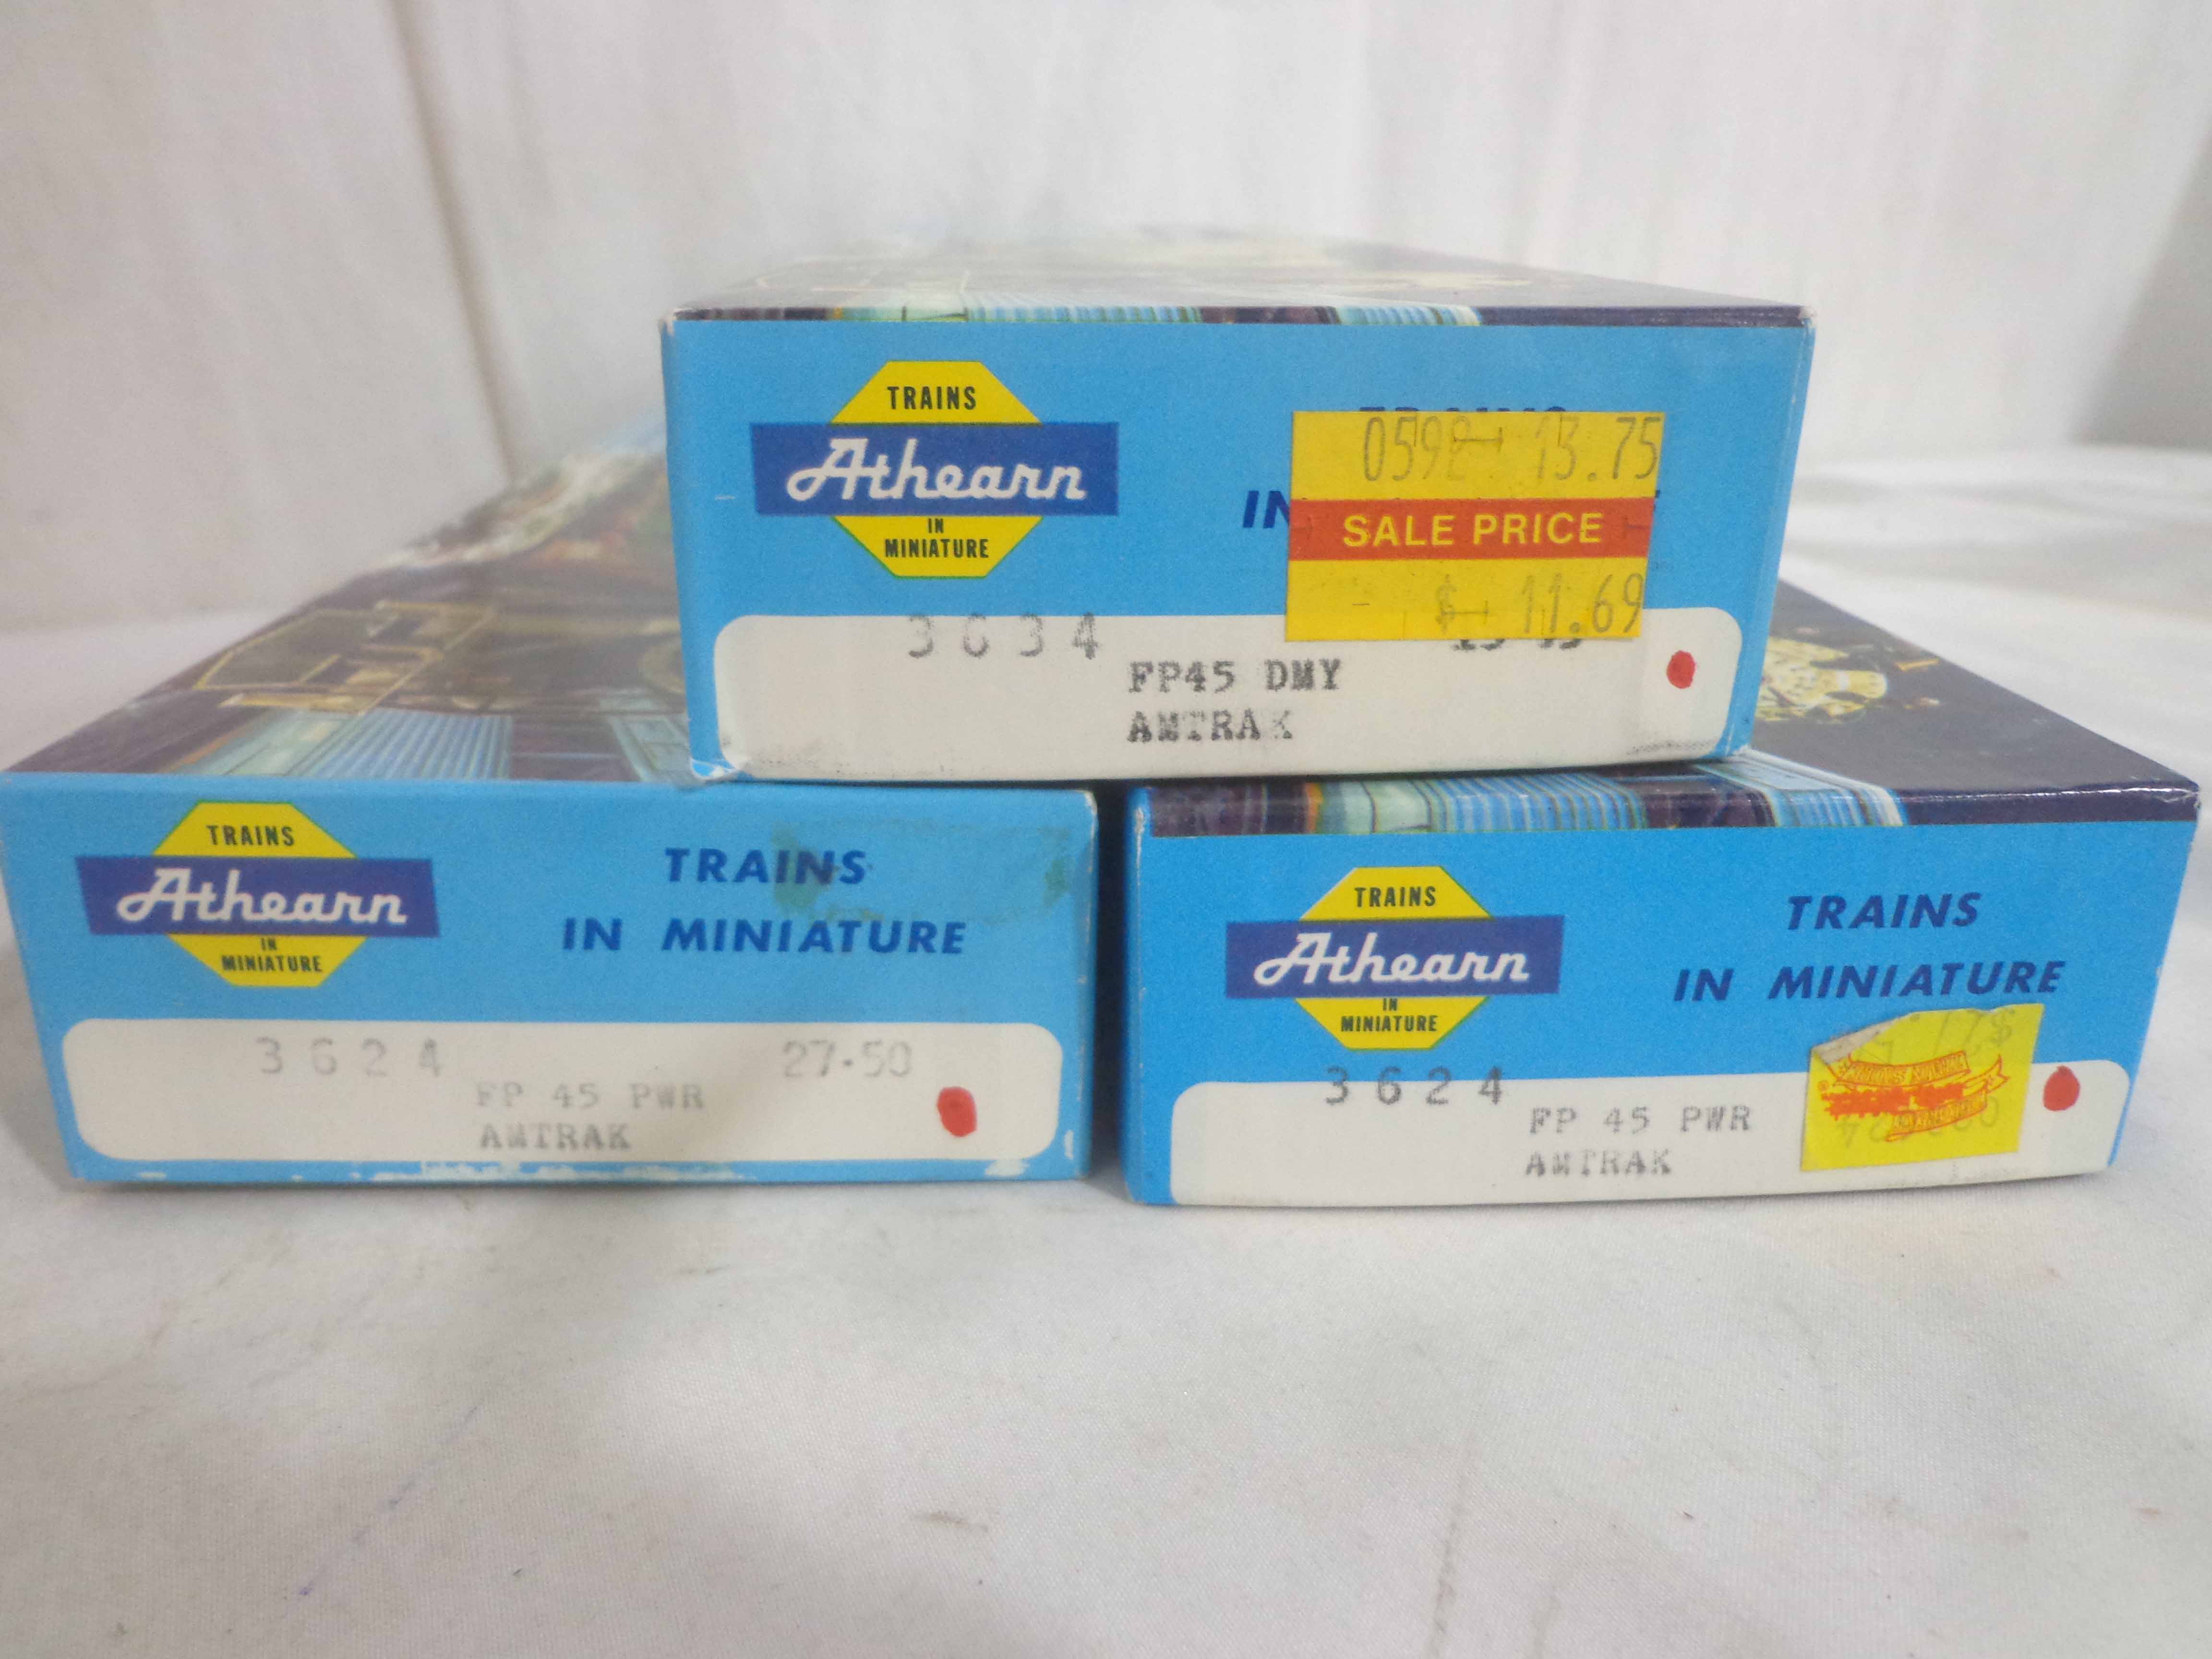 TRAINS
Athearn
IN
MINIATURE
IN
13.75
SALE PRICE
$ 11.69
3634
FP45 DMY
AMTRAK
TRAINS
Athearn
IN
MINIATURE
TRAINS
IN MINIATURE
3624
27.50
FP 45 PWR
AMTRAK
TRAINS
Athearn
IN
MINIATURE
TRAINS
IN MINIATURE
3624
FP 45 PWR
AMTRAK